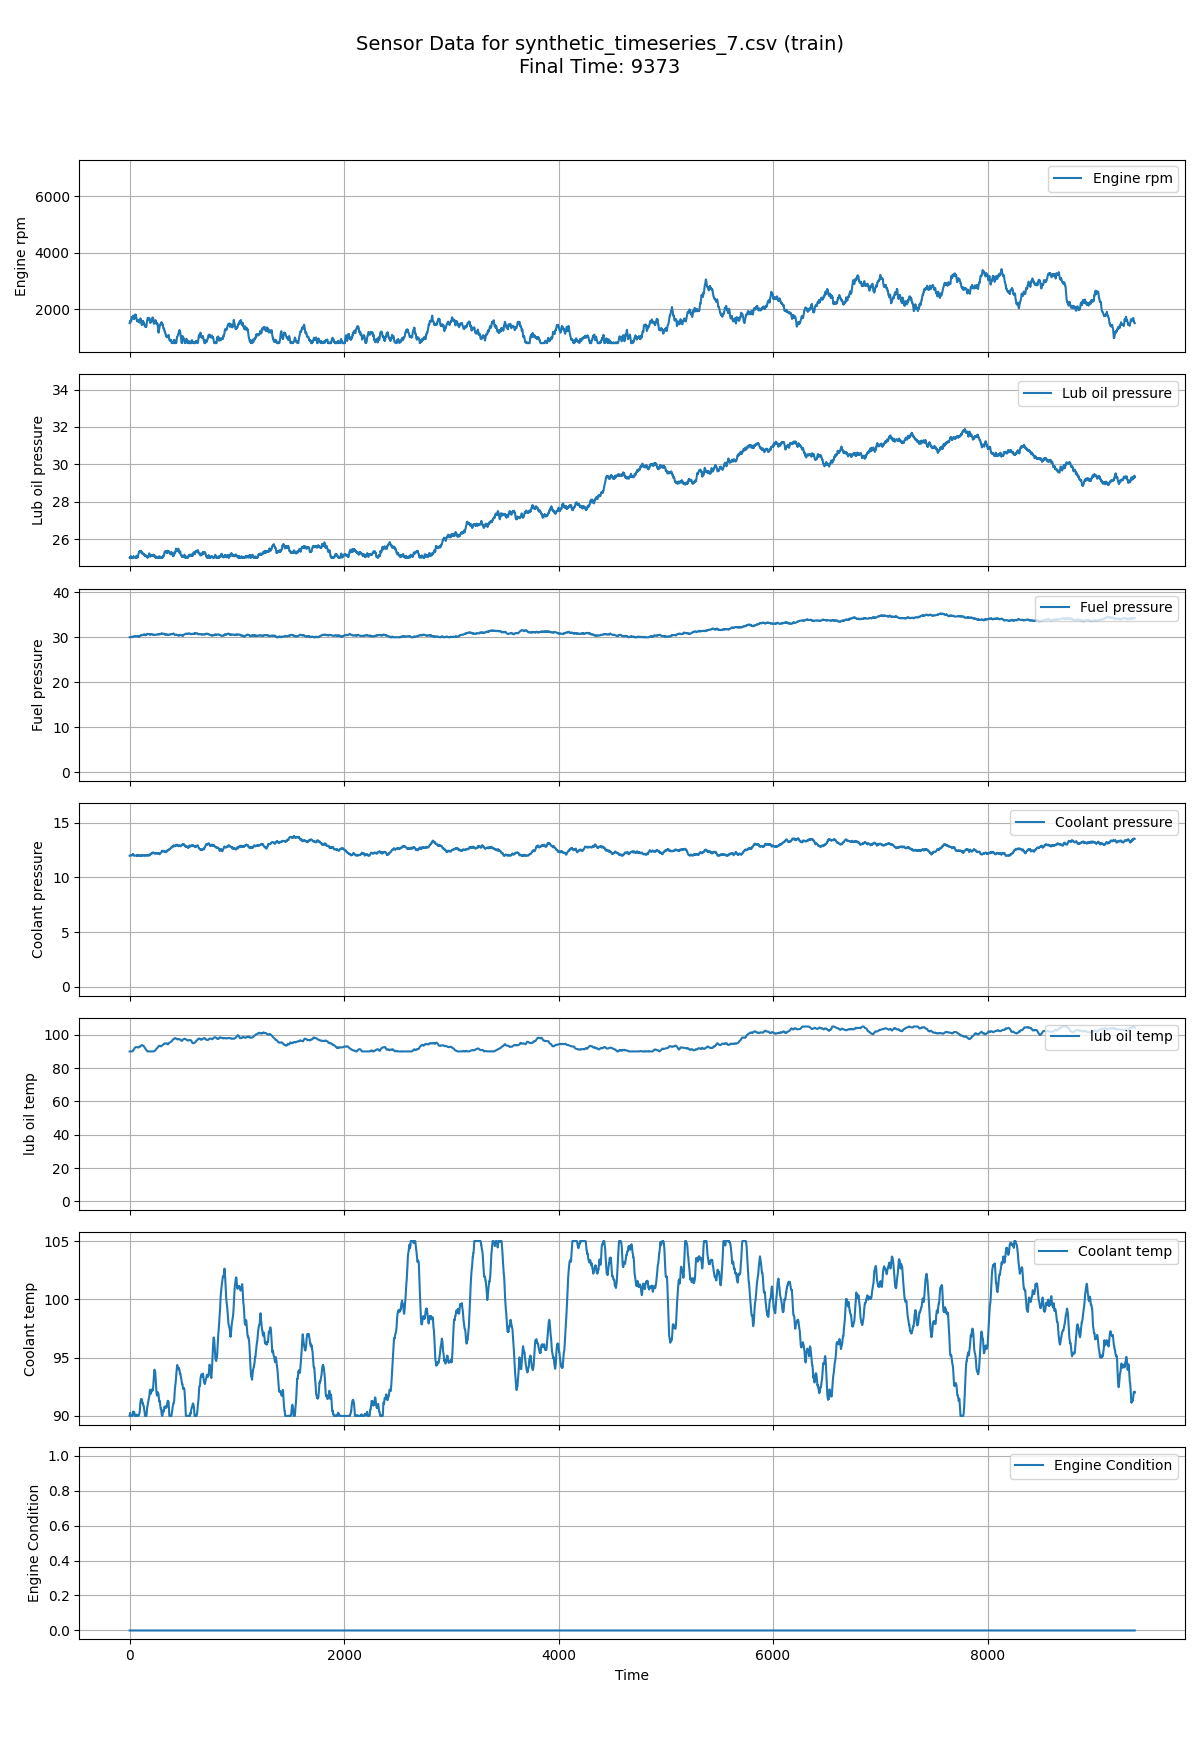 Sensor Data for synthetic_timeseries_7.csv (train)
Final Time: 9373
Engine rpm
6000
4000
2000
Engine rpm
Lub oil pressure
34
32
30
28
26
Lub oil pressure
Fuel pressure
40
30
20
10
0
Fuel pressure
Coolant pressure
15
10
5
0
Coolant pressure
lub oil temp
100
80
60
40
20
0
lub oil temp
Coolant temp
105
100
95
90
Coolant temp
Engine Condition
1.0
0.8
0.6
0.4
0.2
0.0
Engine Condition
0 2000 4000 6000 8000
Time